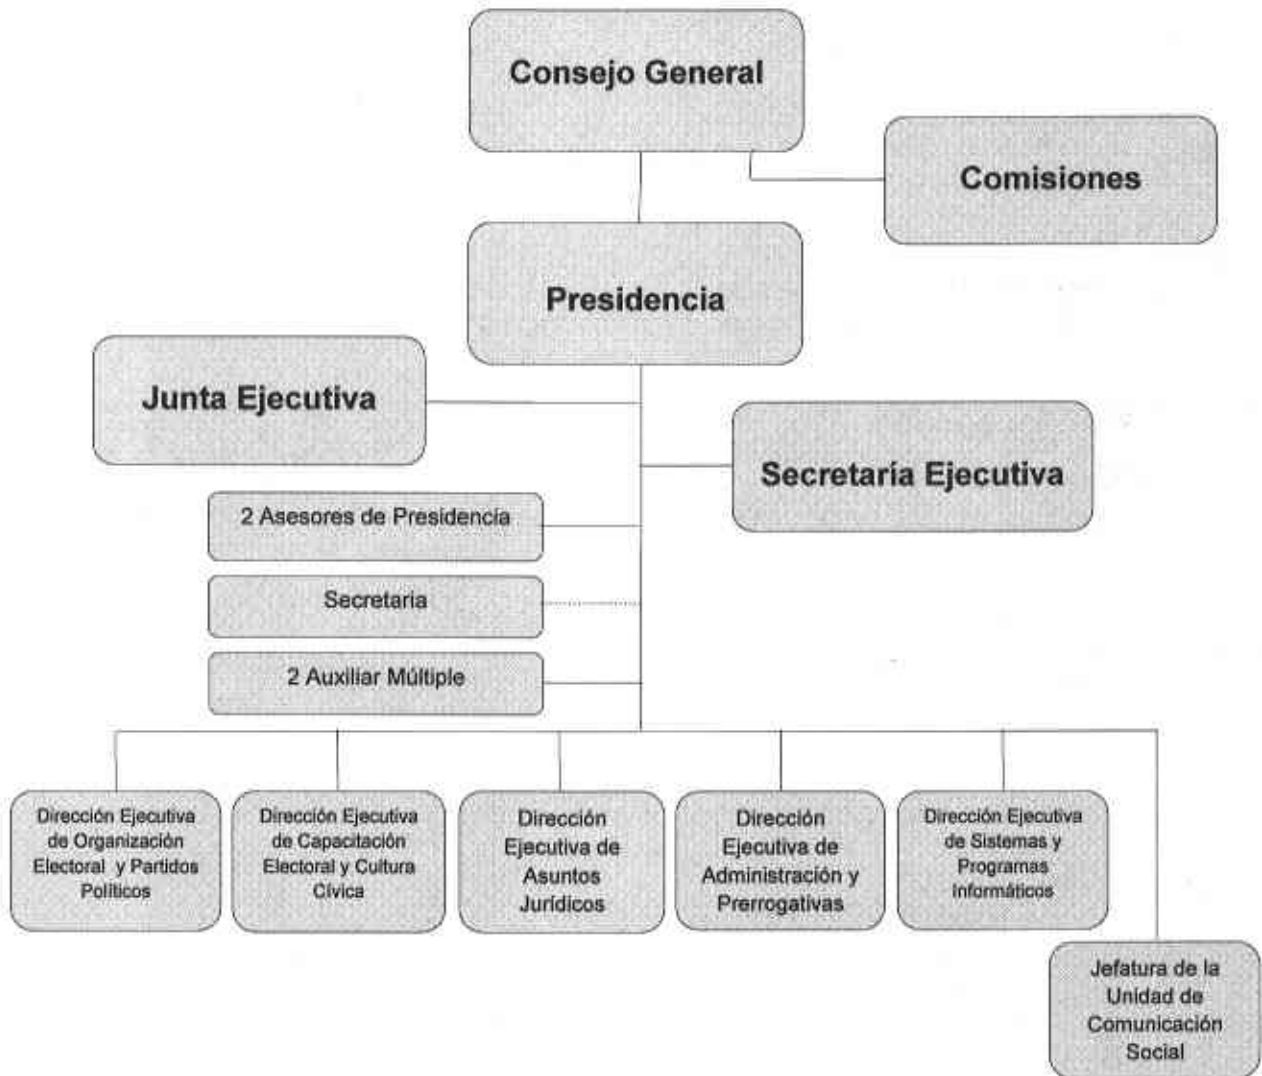 Consejo General
Comisiones
Presidencia
Junta Ejecutiva
Secretaría Ejecutiva
2 Asesores de Presidencia
Secretaria
2 Auxiliar Múltiple
Dirección Ejecutiva
de Organización
Electoral y Partidos
Políticos
Dirección Ejecutiva
de Capacitación
Electoral y Cultura
Cívica
Dirección
Ejecutiva de
Asuntos
Jurídicos
Dirección
Ejecutiva de
Administración y
Prerrogativas
Dirección Ejecutiva
de Sistemas y
Programas
Informáticos
Jefatura de la
Unidad de
Comunicación
Social